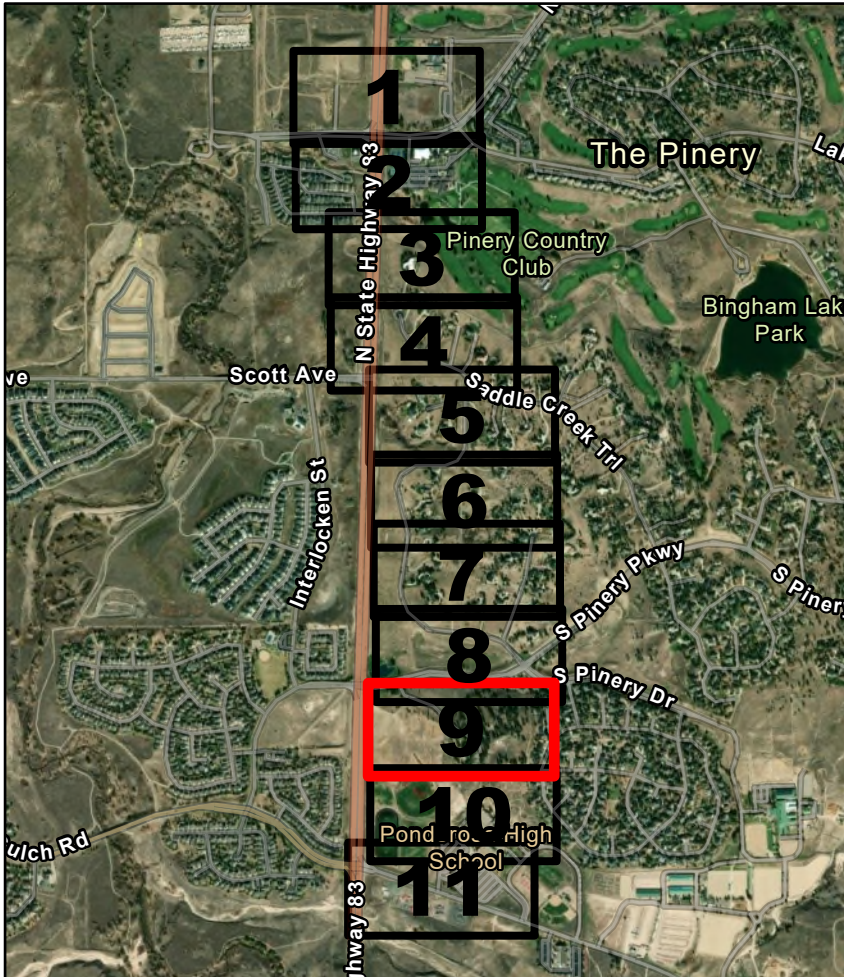 1
The Pinery
2
N State Highway 83
Pinery Country
Club
3
Bingham Lak
Park
4
Scott Ave
Saddle Creek Trl
5
Interlocken St
6
7
S Pinery Pkwy
S Pinery
8
S Pinery Dr
9
10
High
School
ulch Rd
11
ghway 83